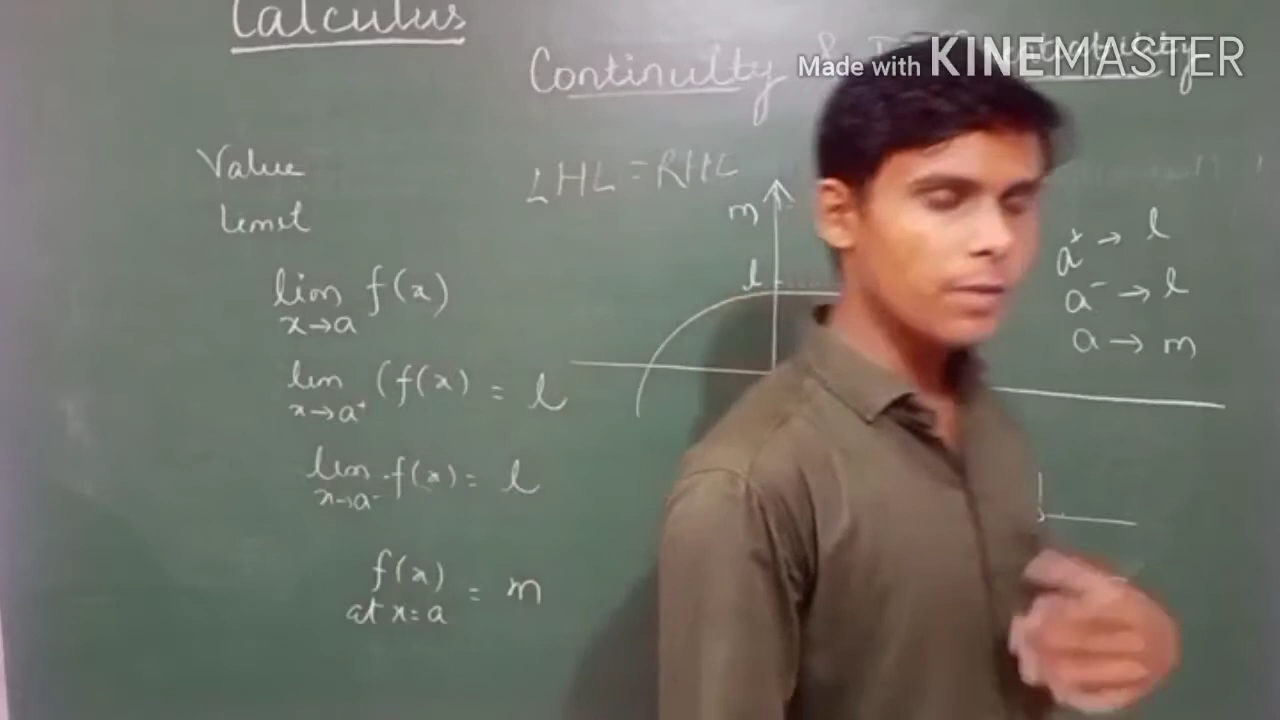 Calculus
Continuity &
Made with KINEMASTER
Value
Limit
LHL = RHL
m
l
lim f(x)
x→a
lim (f(x) = l
x→a⁺
lim f(x) = l
x→a⁻
f(x) = m
at x=a
a⁺ → l
a⁻ → l
a → m